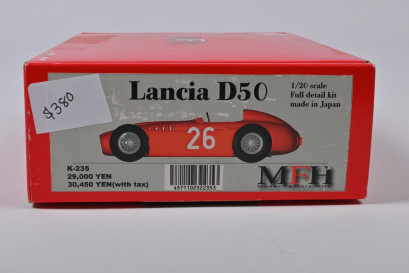 $380
Lancia D50
1/20 scale
Full detail kit
made in Japan
26
K-235
29,000 YEN
30,450 YEN(with tax)
4571102322353
MFH